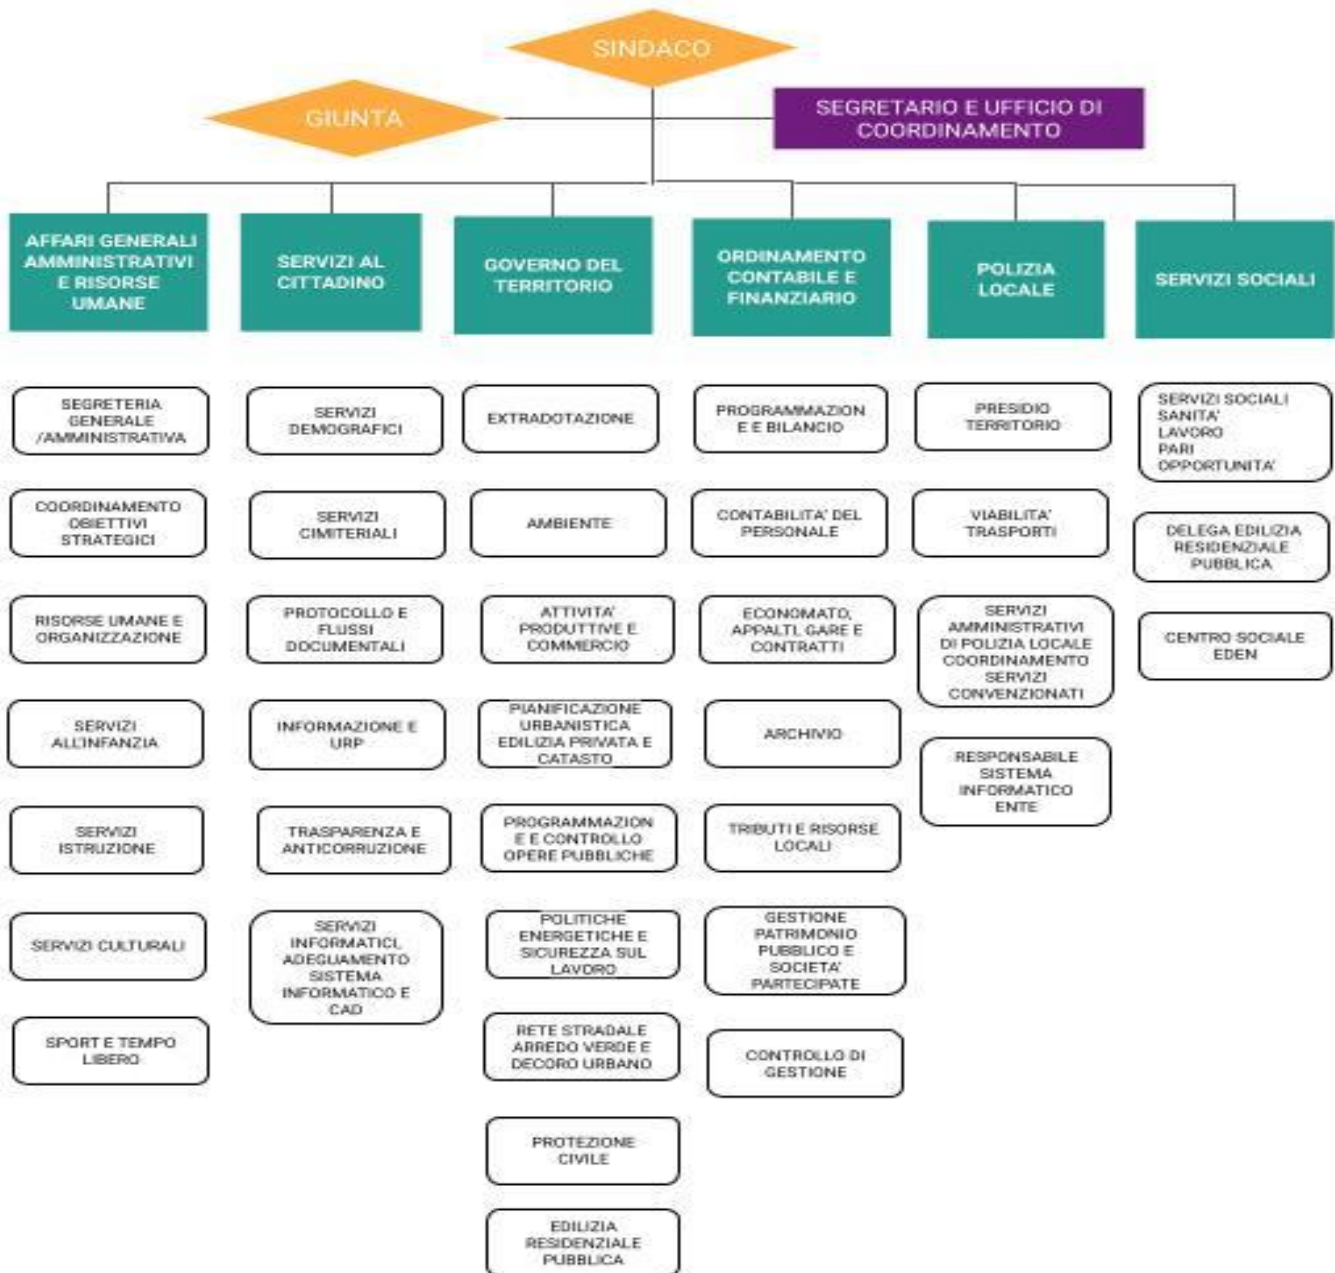 SINDACO
GIUNTA
SEGRETARIO E UFFICIO DI
COORDINAMENTO
AFFARI GENERALI
AMMINISTRATIVI
E RISORSE
UMANE
SERVIZI AL
CITTADINO
GOVERNO DEL
TERRITORIO
ORDINAMENTO
CONTABILE E
FINANZIARIO
POLIZIA
LOCALE
SERVIZI SOCIALI
SEGRETERIA
GENERALE
/AMMINISTRATIVA
COORDINAMENTO
OBIETTIVI
STRATEGICI
RISORSE UMANE E
ORGANIZZAZIONE
SERVIZI
ALL'INFANZIA
SERVIZI
ISTRUZIONE
SERVIZI CULTURALI
SPORT E TEMPO
LIBERO
SERVIZI
DEMOGRAFICI
SERVIZI
CIMITERIALI
PROTOCOLLO E
FLUSSI
DOCUMENTALI
INFORMAZIONE E
URP
TRASPARENZA E
ANTICORRUZIONE
SERVIZI
INFORMATICI,
ADEGUAMENTO
SISTEMA
INFORMATICO E
CAD
EXTRADOTAZIONE
AMBIENTE
ATTIVITA'
PRODUTTIVE E
COMMERCIO
PIANIFICAZIONE
URBANISTICA
EDILIZIA PRIVATA E
CATASTO
PROGRAMMAZION
E E CONTROLLO
OPERE PUBBLICHE
POLITICHE
ENERGETICHE E
SICUREZZA SUL
LAVORO
RETE STRADALE
ARREDO VERDE E
DECORO URBANO
PROTEZIONE
CIVILE
EDILIZIA
RESIDENZIALE
PUBBLICA
PROGRAMMAZION
E E BILANCIO
CONTABILITA' DEL
PERSONALE
ECONOMATO,
APPALTI, GARE E
CONTRATTI
ARCHIVIO
TRIBUTI E RISORSE
LOCALI
GESTIONE
PATRIMONIO
PUBBLICO E
SOCIETA'
PARTECIPATE
CONTROLLO DI
GESTIONE
PRESIDIO
TERRITORIO
VIABILITA'
TRASPORTI
SERVIZI
AMMINISTRATIVI
DI POLIZIA LOCALE
COORDINAMENTO
SERVIZI
CONVENZIONATI
RESPONSABILE
SISTEMA
INFORMATICO
ENTE
SERVIZI SOCIALI
SANITA'
LAVORO
PARI
OPPORTUNITA'
DELEGA EDILIZIA
RESIDENZIALE
PUBBLICA
CENTRO SOCIALE
EDEN